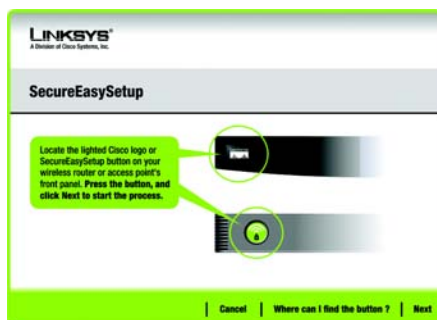 LINKSYS®
A Division of Cisco Systems, Inc.
SecureEasySetup
Locate the lighted Cisco logo or
SecureEasySetup button on your
wireless router or access point's
front panel. Press the button, and
click Next to start the process.
Cancel | Where can I find the button ? | Next